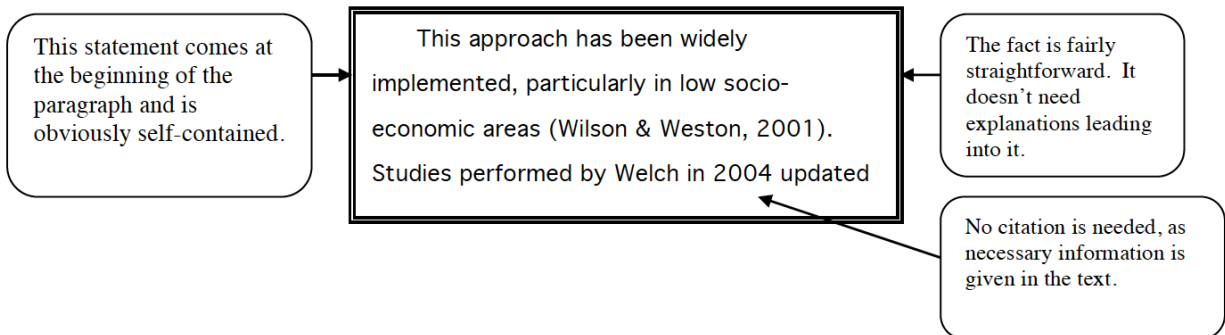 This statement comes at
the beginning of the
paragraph and is
obviously self-contained.
This approach has been widely
implemented, particularly in low socio-
economic areas (Wilson & Weston, 2001).
Studies performed by Welch in 2004 updated
The fact is fairly
straightforward.  It
doesn’t need
explanations leading
into it.
No citation is needed, as
necessary information is
given in the text.